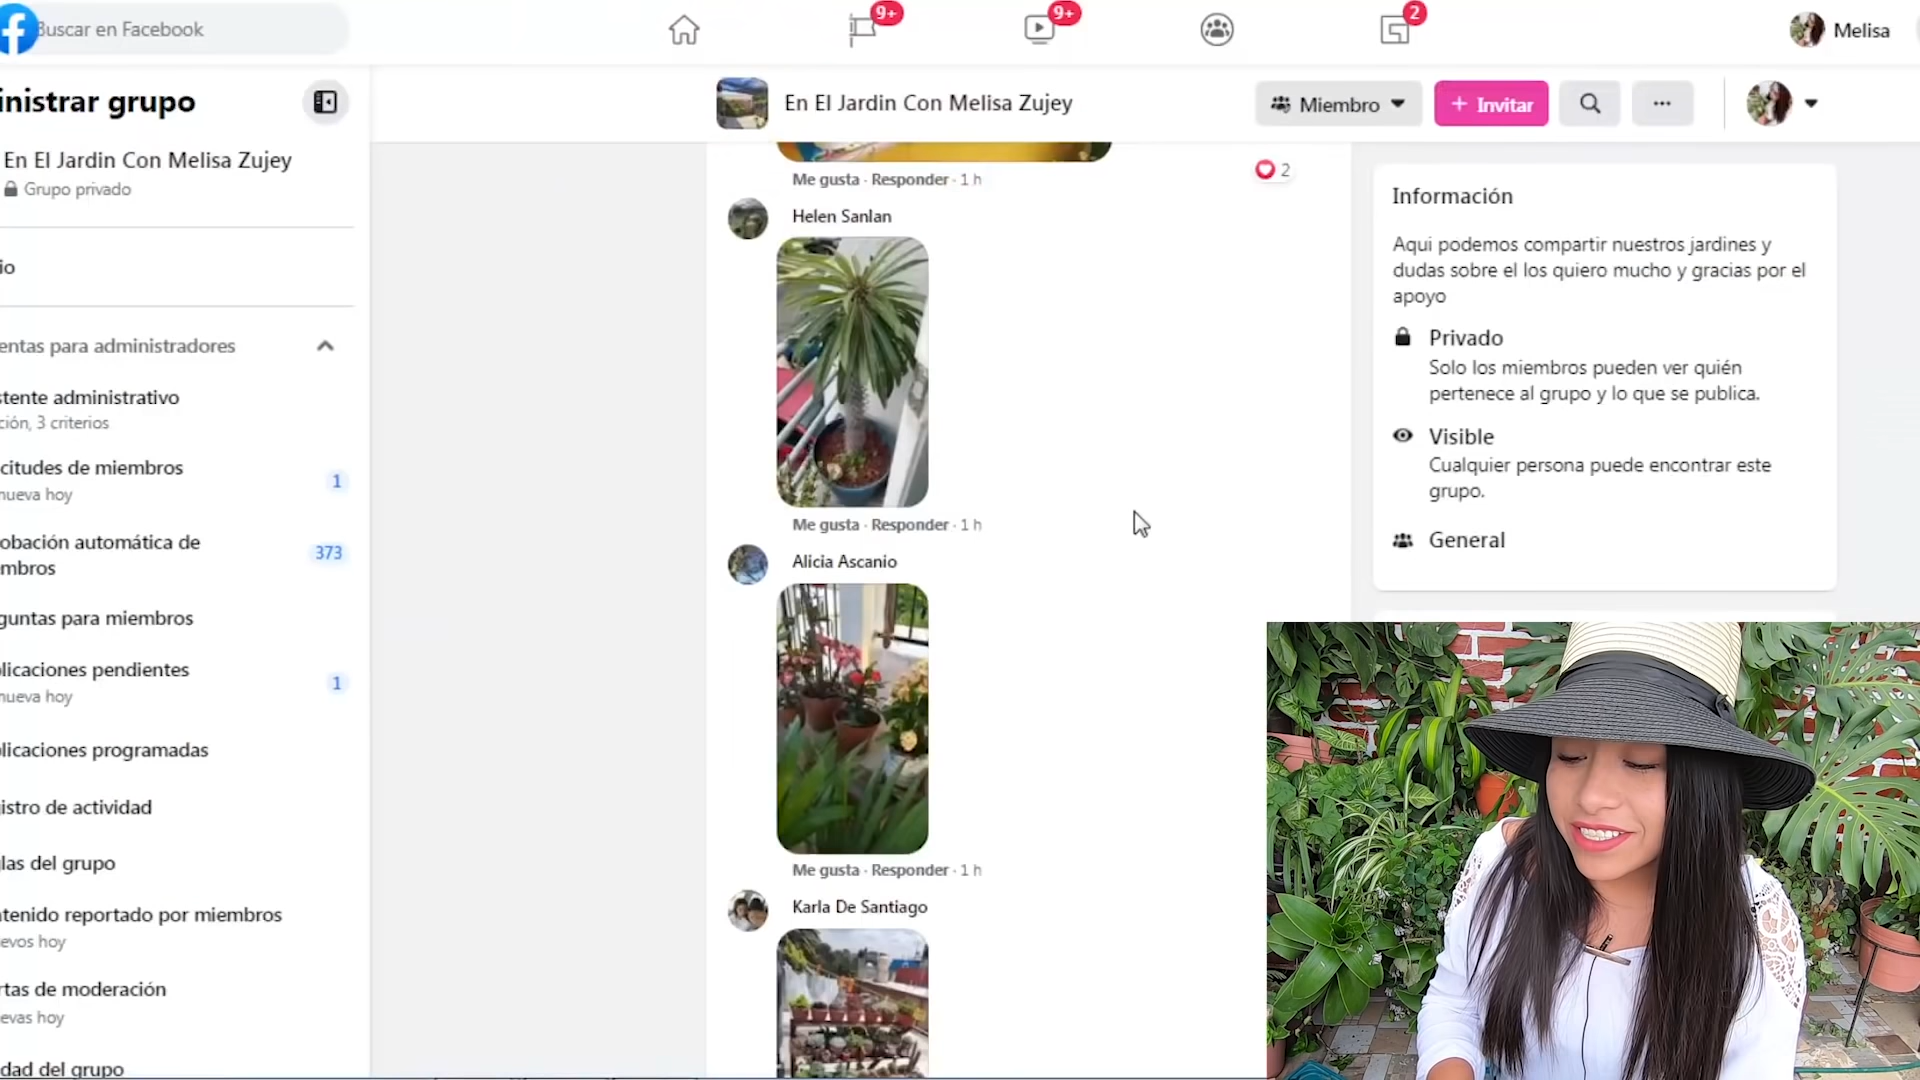 Buscar en Facebook
9+
9+
2
Melisa
inistrar grupo
En El Jardin Con Melisa Zujey
Grupo privado
io
entas para administradores
stente administrativo
ción, 3 criterios
citudes de miembros
1
nueva hoy
obación automática de
mbros
373
guntas para miembros
licaciones pendientes
1
nueva hoy
licaciones programadas
istro de actividad
las del grupo
tenido reportado por miembros
evos hoy
rtas de moderación
evas hoy
dad del grupo
En El Jardin Con Melisa Zujey
Miembro
+ Invitar
Me gusta · Responder · 1 h
2
Helen Sanlan
Me gusta · Responder · 1 h
Alicia Ascanio
Me gusta · Responder · 1 h
Karla De Santiago
Información
Aqui podemos compartir nuestros jardines y
dudas sobre el los quiero mucho y gracias por el
apoyo
Privado
Solo los miembros pueden ver quién
pertenece al grupo y lo que se publica.
Visible
Cualquier persona puede encontrar este
grupo.
General